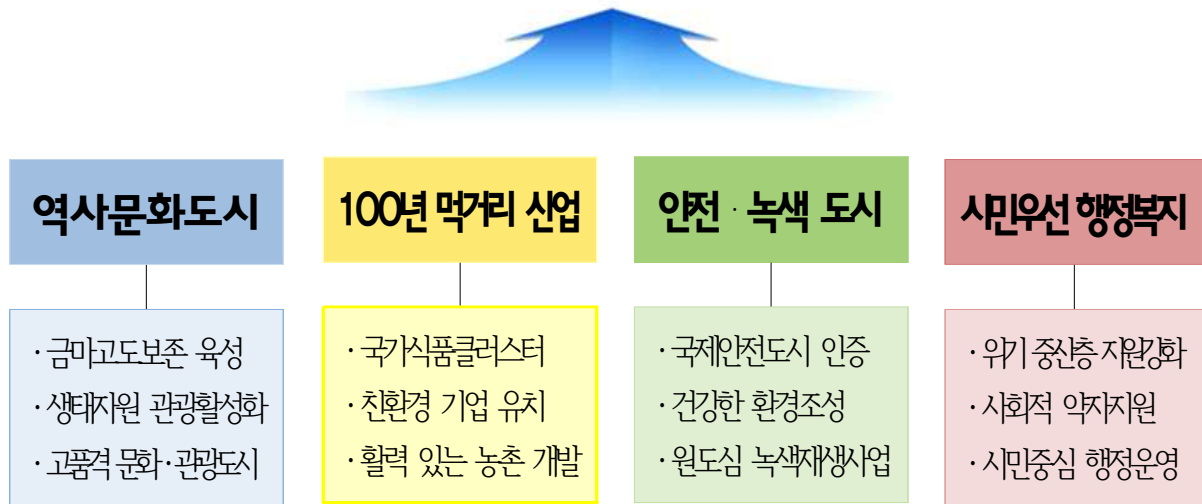 역사문화도시
· 금마고도보존 육성
· 생태자원 관광활성화
· 고품격 문화·관광도시
100년 먹거리 산업
· 국가식품클러스터
· 친환경 기업 유치
· 활력 있는 농촌 개발
안전 · 녹색 도시
· 국제안전도시 인증
· 건강한 환경조성
· 원도심 녹색재생사업
시민우선 행정복지
· 위기 중산층 지원강화
· 사회적 약자지원
· 시민중심 행정운영